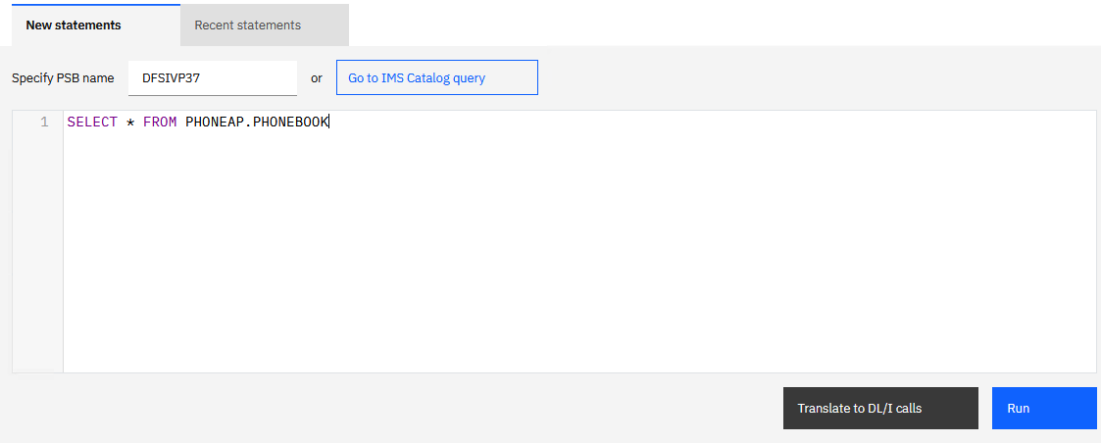 New statements Recent statements
Specify PSB name DFSIVP37 or Go to IMS Catalog query
1 SELECT * FROM PHONEAP.PHONEBOOK
Translate to DL/I calls Run